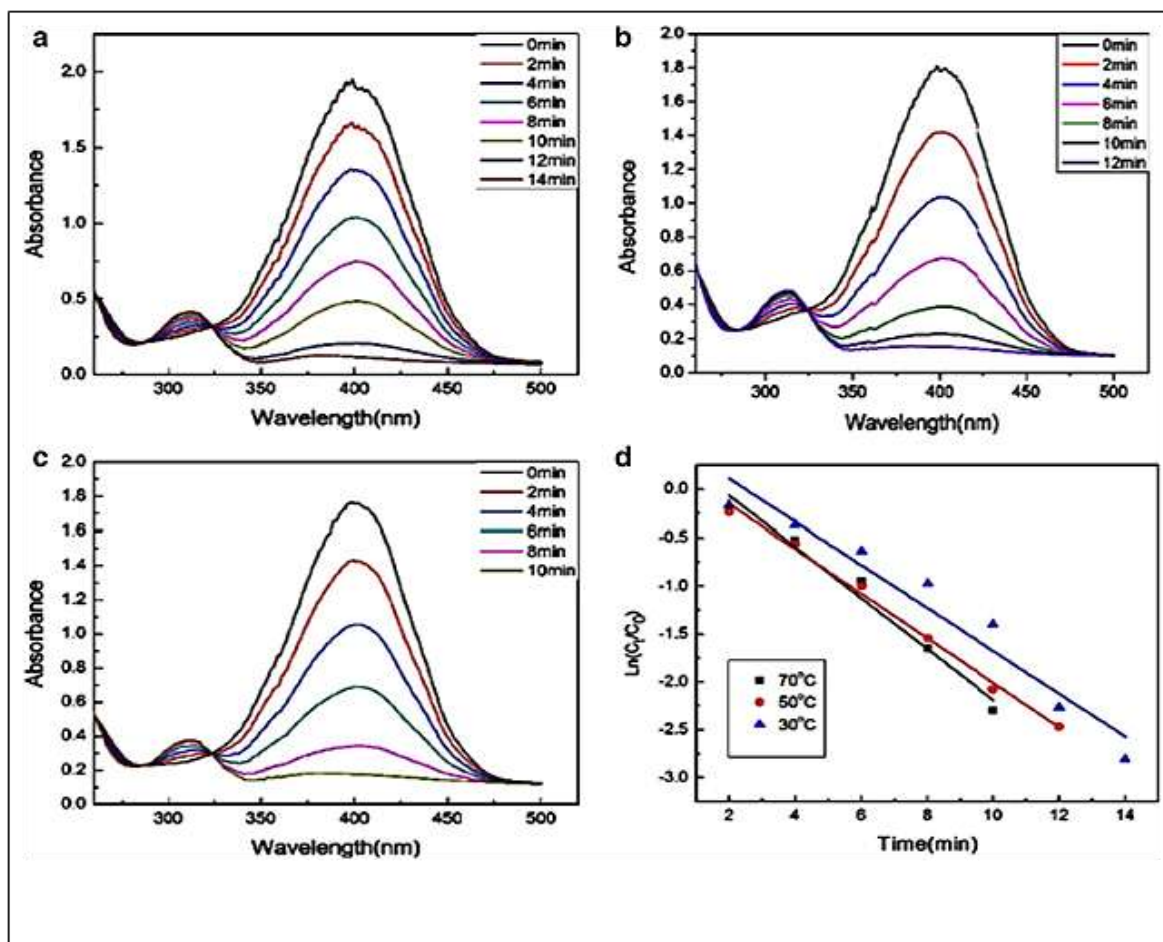 a
0min
2min
4min
6min
8min
10min
12min
14min
2.0
1.5
1.0
0.5
0.0
300
350
400
450
500
Absorbance
Wavelength(nm)
b
0min
2min
4min
6min
8min
10min
12min
2.0
1.8
1.6
1.4
1.2
1.0
0.8
0.6
0.4
0.2
0.0
300
350
400
450
500
Absorbance
Wavelength(nm)
c
0min
2min
4min
6min
8min
10min
2.0
1.8
1.6
1.4
1.2
1.0
0.8
0.6
0.4
0.2
0.0
300
350
400
450
500
Absorbance
Wavelength(nm)
d
0.0
-0.5
-1.0
-1.5
-2.0
-2.5
-3.0
Ln(Ct/C0)
70°C
50°C
30°C
2
4
6
8
10
12
14
Time(min)